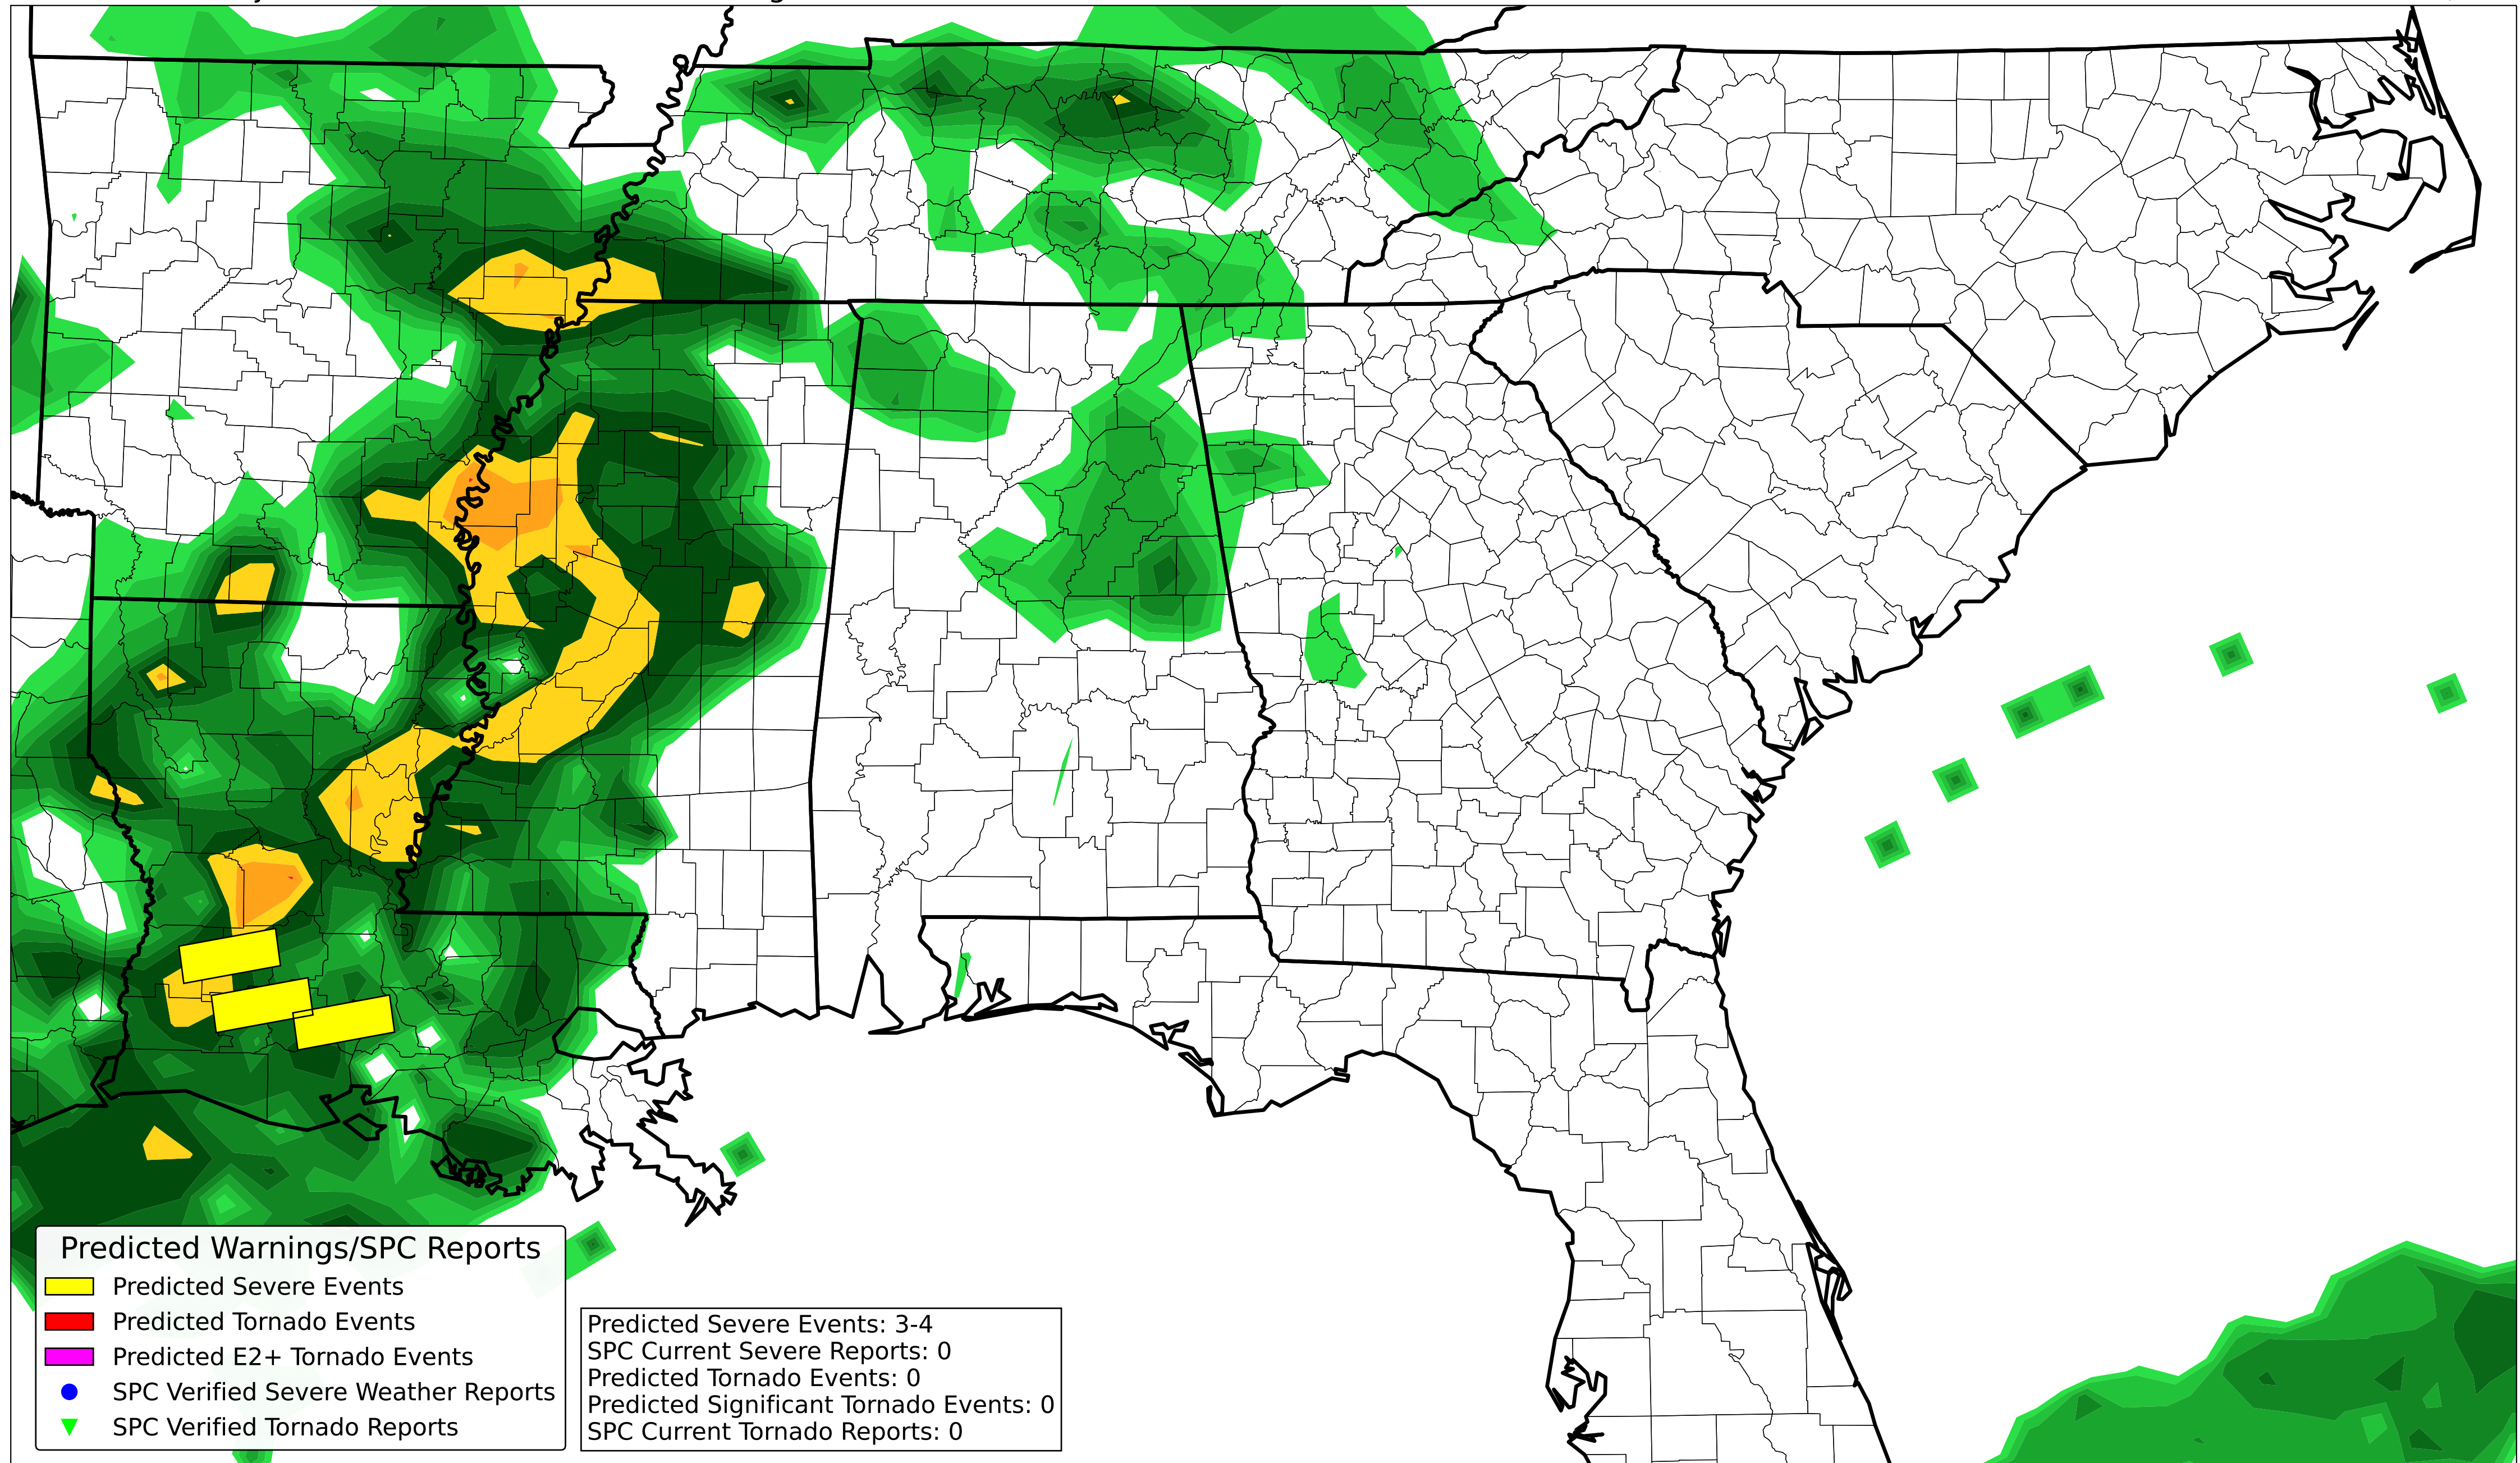 Predicted Warnings/SPC Reports
Predicted Severe Events
Predicted Tornado Events
Predicted E2+ Tornado Events
SPC Verified Severe Weather Reports
SPC Verified Tornado Reports
Predicted Severe Events: 3-4
SPC Current Severe Reports: 0
Predicted Tornado Events: 0
Predicted Significant Tornado Events: 0
SPC Current Tornado Reports: 0